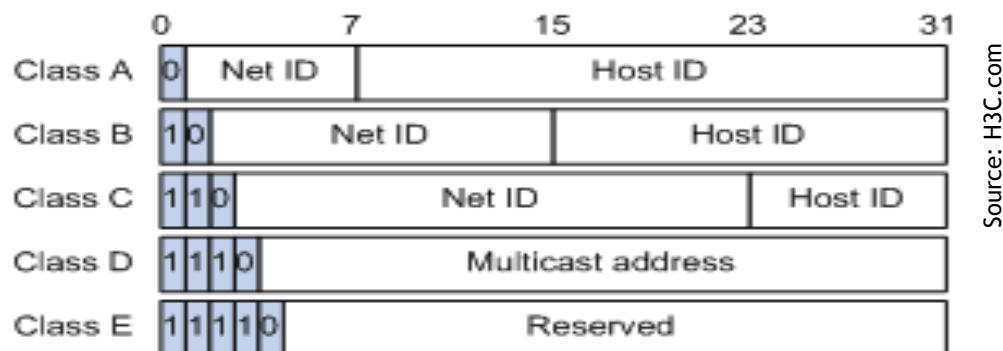 0 7 15 23 31
Class A 0 Net ID Host ID
Class B 1 0 Net ID Host ID
Class C 1 1 0 Net ID Host ID
Class D 1 1 1 0 Multicast address
Class E 1 1 1 1 0 Reserved
Source: H3C.com